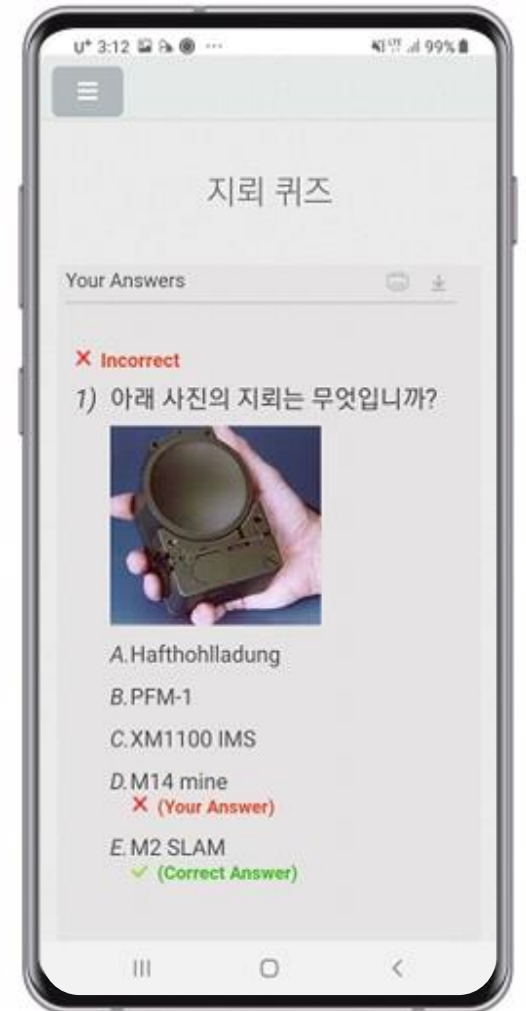 U+ 3:12 ··· LTE 99%
지뢰 퀴즈
Your Answers
Incorrect
1) 아래 사진의 지뢰는 무엇입니까?
A.Hafthohlladung
B.PFM-1
C.XM1100 IMS
D.M14 mine
(Your Answer)
E.M2 SLAM
(Correct Answer)